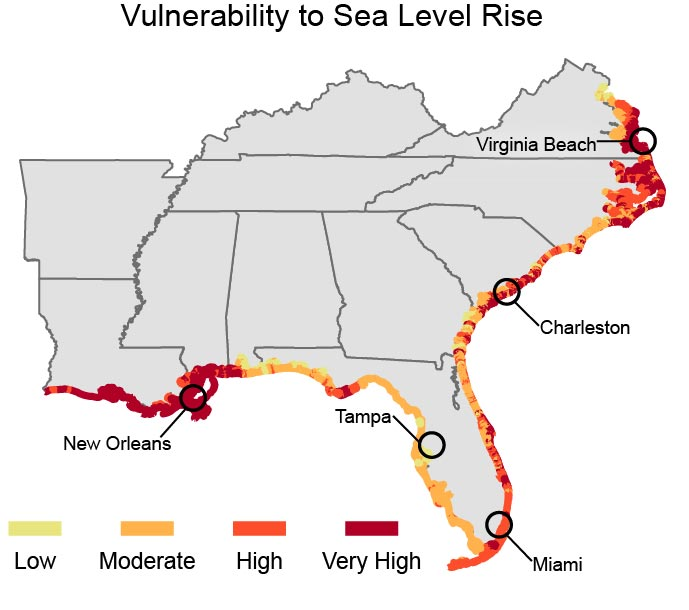 Vulnerability to Sea Level Rise
Virginia Beach
Charleston
Tampa
New Orleans
Miami
Low
Moderate
High
Very High